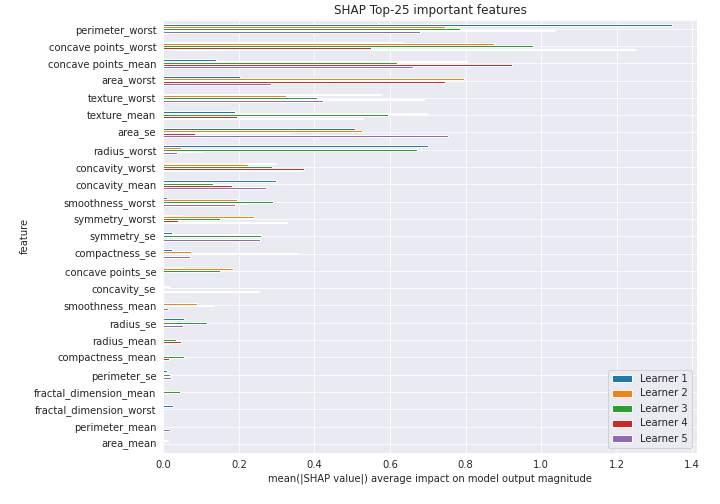 SHAP Top-25 important features
perimeter_worst
concave points_worst
concave points_mean
area_worst
texture_worst
texture_mean
area_se
radius_worst
concavity_worst
concavity_mean
smoothness_worst
symmetry_worst
symmetry_se
compactness_se
concave points_se
concavity_se
smoothness_mean
radius_se
radius_mean
compactness_mean
perimeter_se
fractal_dimension_mean
fractal_dimension_worst
perimeter_mean
area_mean
feature
Learner 1
Learner 2
Learner 3
Learner 4
Learner 5
0.0 0.2 0.4 0.6 0.8 1.0 1.2 1.4
mean(|SHAP value|) average impact on model output magnitude